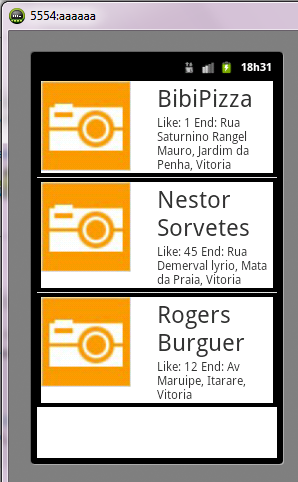 5554:aaaaaa
18h31
BibiPizza
Like: 1 End: Rua
Saturnino Rangel
Mauro, Jardim da
Penha, Vitoria
Nestor
Sorvetes
Like: 45 End: Rua
Demerval lyrio, Mata
da Praia, Vitoria
Rogers
Burguer
Like: 12 End: Av
Maruipe, Itarare,
Vitoria